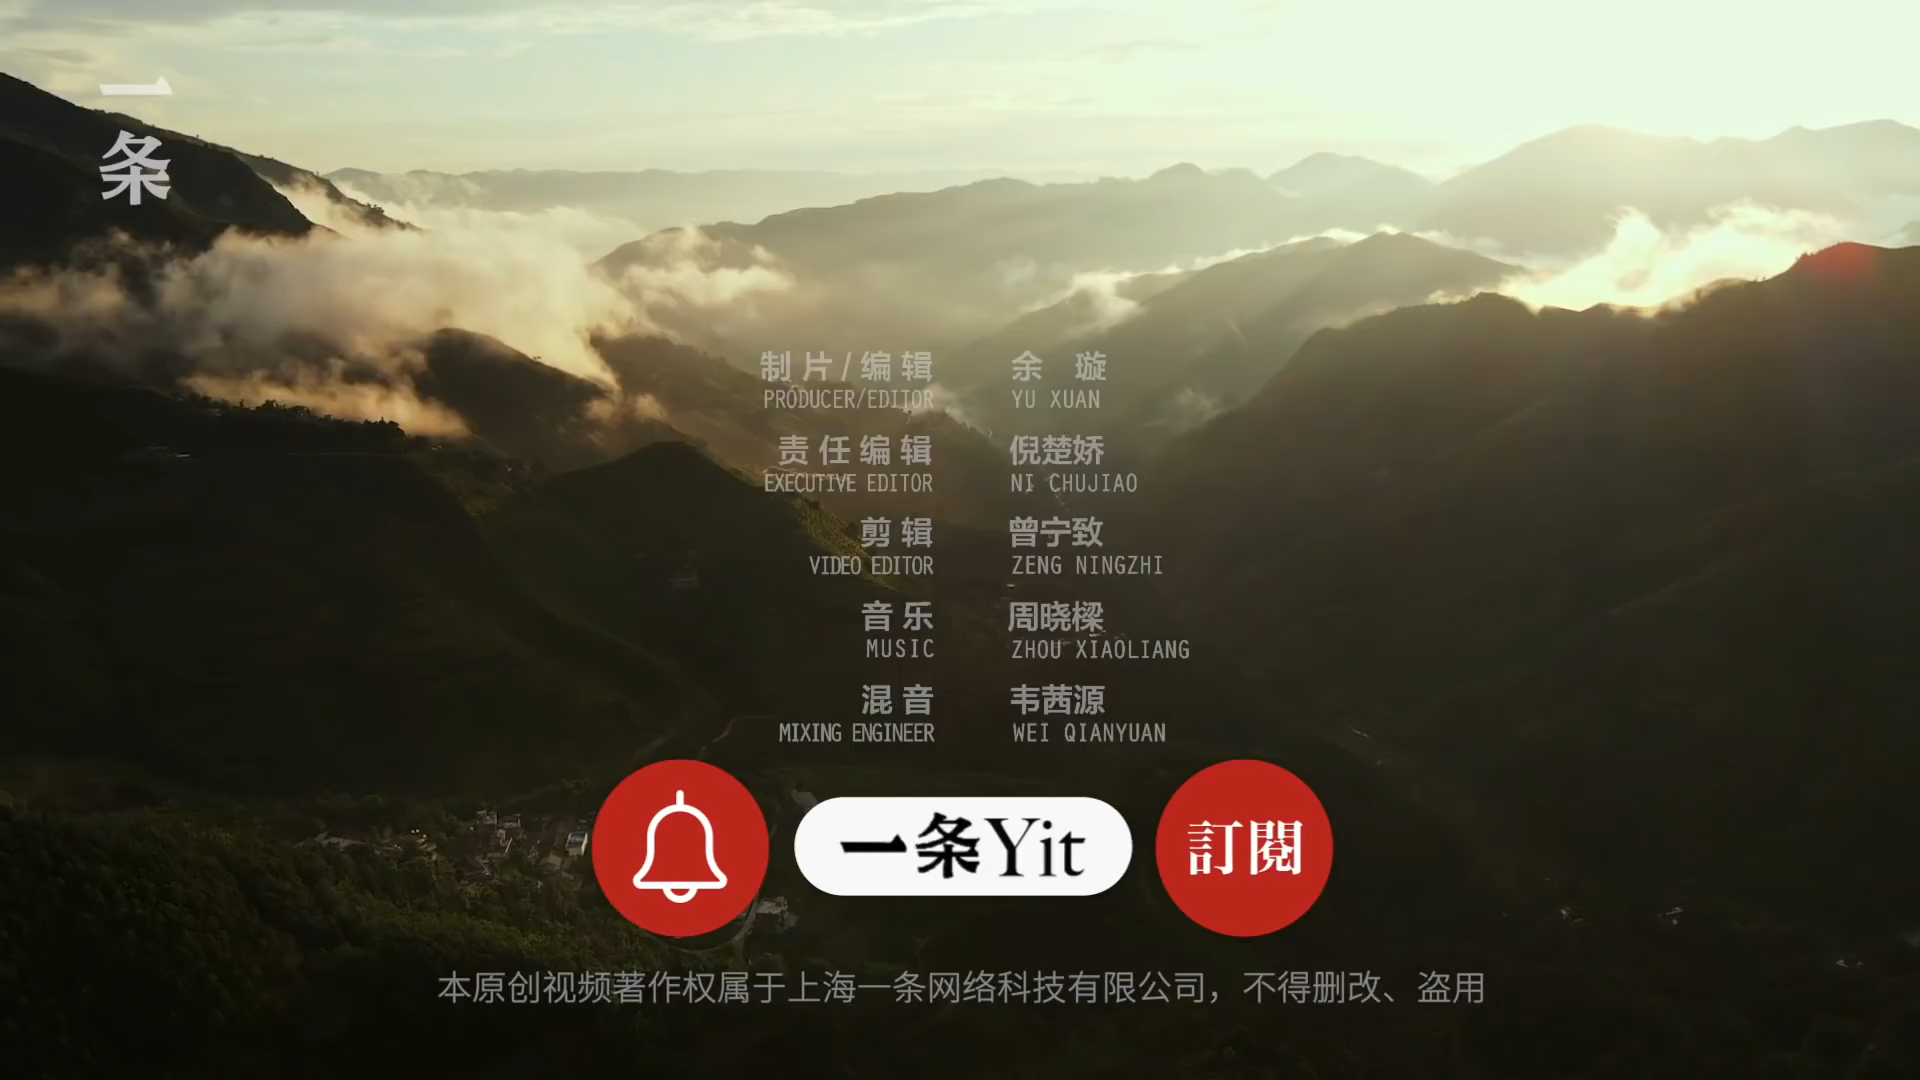 一
条
制片/编辑 余璇
PRODUCER/EDITOR YU XUAN
责任编辑 倪楚娇
EXECUTIVE EDITOR NI CHUJIAO
剪辑 曾宁致
VIDEO EDITOR ZENG NINGZHI
音乐 周晓樑
MUSIC ZHOU XIAOLIANG
混音 韦茜源
MIXING ENGINEER WEI QIANYUAN
一条Yit
訂閱
本原创视频著作权属于上海一条网络科技有限公司，不得删改、盗用